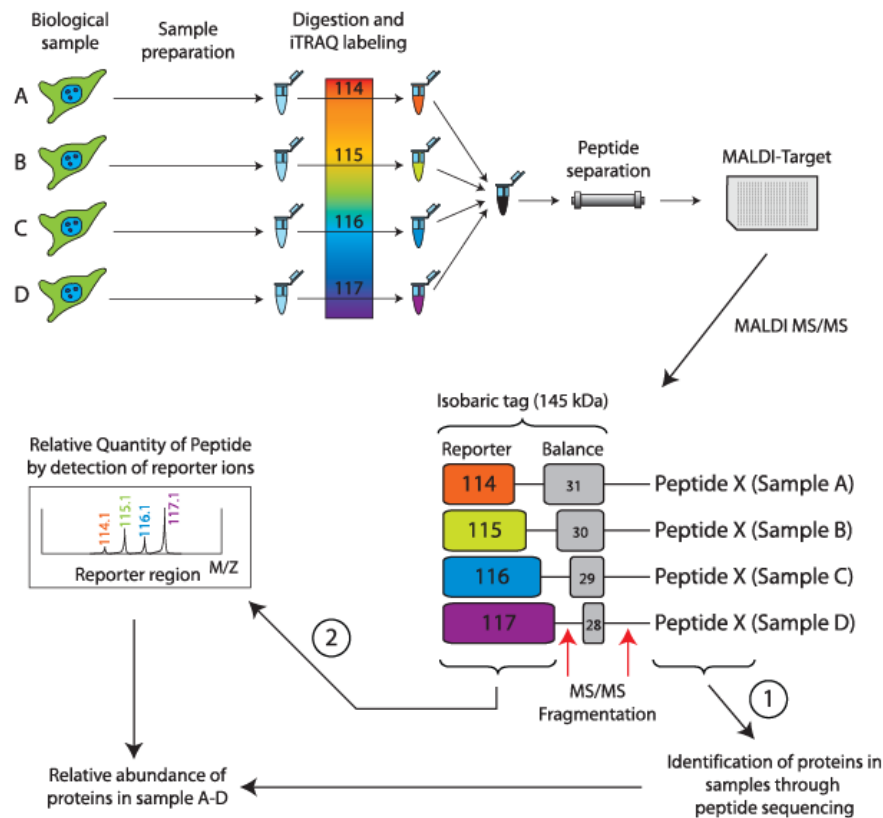 Biological
sample
Sample
preparation
Digestion and
iTRAQ labeling
A
114
B
115
C
116
D
117
Peptide
separation
MALDI-Target
MALDI MS/MS
Isobaric tag (145 kDa)
Reporter
Balance
114
31
Peptide X (Sample A)
115
30
Peptide X (Sample B)
116
29
Peptide X (Sample C)
117
28
Peptide X (Sample D)
MS/MS
Fragmentation
1
2
Relative Quantity of Peptide
by detection of reporter ions
114.1
115.1
116.1
117.1
M/Z
Reporter region
Identification of proteins in
samples through
peptide sequencing
Relative abundance of
proteins in sample A-D